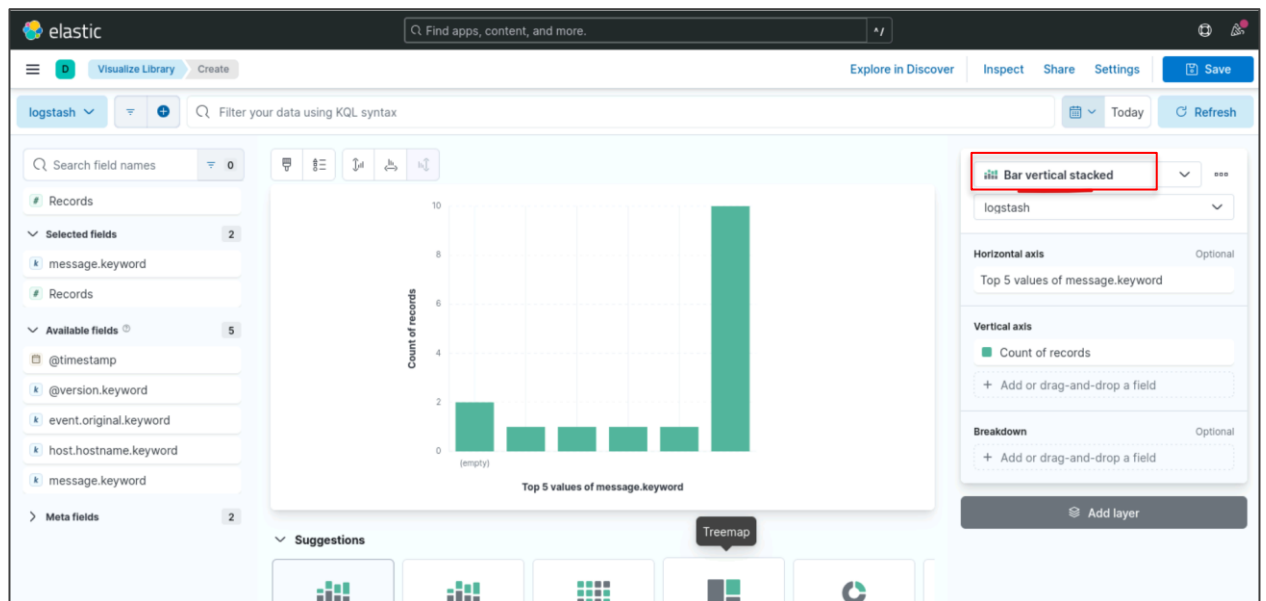 elastic
Find apps, content, and more.
^/
D
Visualize Library
Create
Explore in Discover
Inspect
Share
Settings
Save
logstash
Filter your data using KQL syntax
Today
Refresh
Search field names
0
# Records
Selected fields
2
k message.keyword
# Records
Available fields
5
@timestamp
k @version.keyword
k event.original.keyword
k host.hostname.keyword
k message.keyword
Meta fields
2
10
8
6
4
2
0
Count of records
(empty)
Top 5 values of message.keyword
Suggestions
Treemap
Bar vertical stacked
logstash
Horizontal axis
Optional
Top 5 values of message.keyword
Vertical axis
Count of records
+ Add or drag-and-drop a field
Breakdown
Optional
+ Add or drag-and-drop a field
Add layer